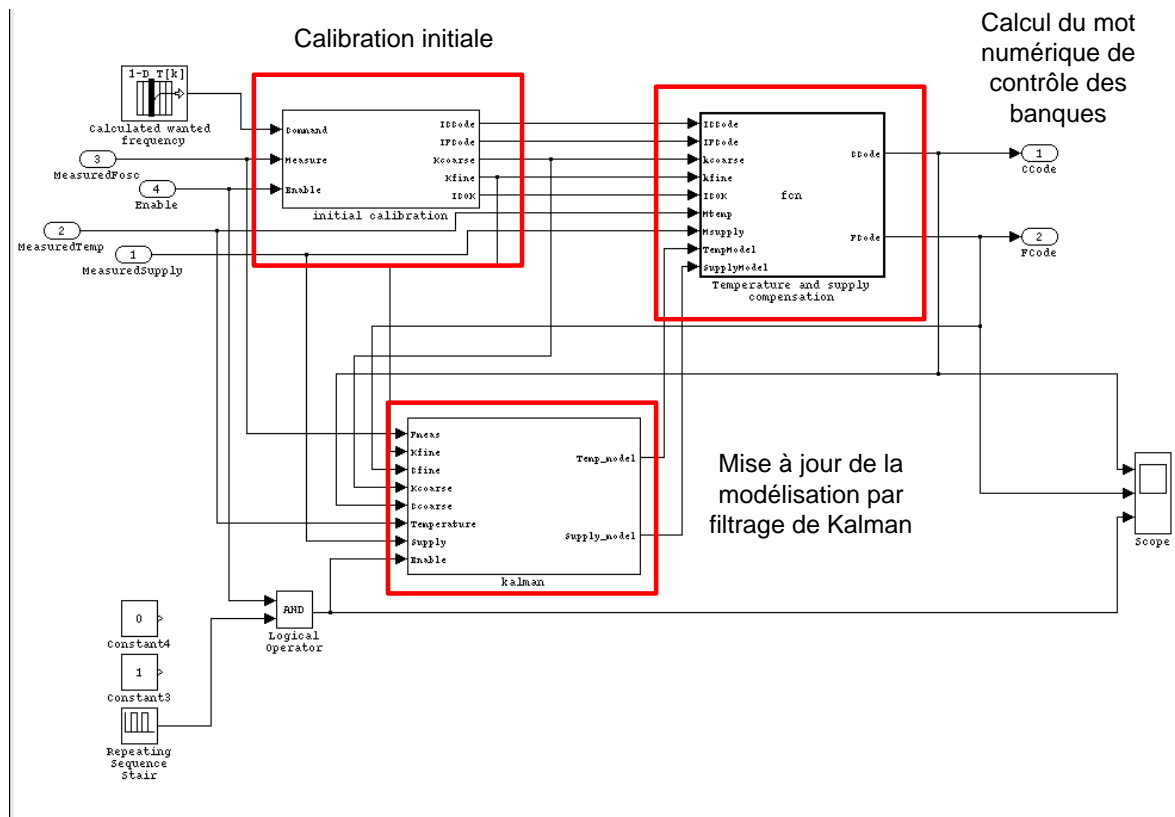 Calibration initiale
Calcul du mot
numérique de
contrôle des
banques
1-D T[k]
Calculated wanted
frequency
3
MeasuredFosc
4
Enable
2
MeasuredTemp
1
MeasuredSupply
Command
Measure
Enable
ICCode
IFCode
Kcoarse
Kfine
ICOK
initial calibration
ICCode
IFCode
kcoarse
kfine
ICOK
Mtemp
Msupply
TempModel
SupplyModel
fcn
CCode
FCode
Temperature and supply
compensation
1
CCode
2
FCode
Fmeas
Kfine
Cfine
Kcoarse
Ccoarse
Temperature
Supply
Enable
Temp_model
Supply_model
kalman
Mise à jour de la
modélisation par
filtrage de Kalman
Scope
AND
Logical
Operator
0
Constant4
1
Constant3
Repeating
Sequence
Stair